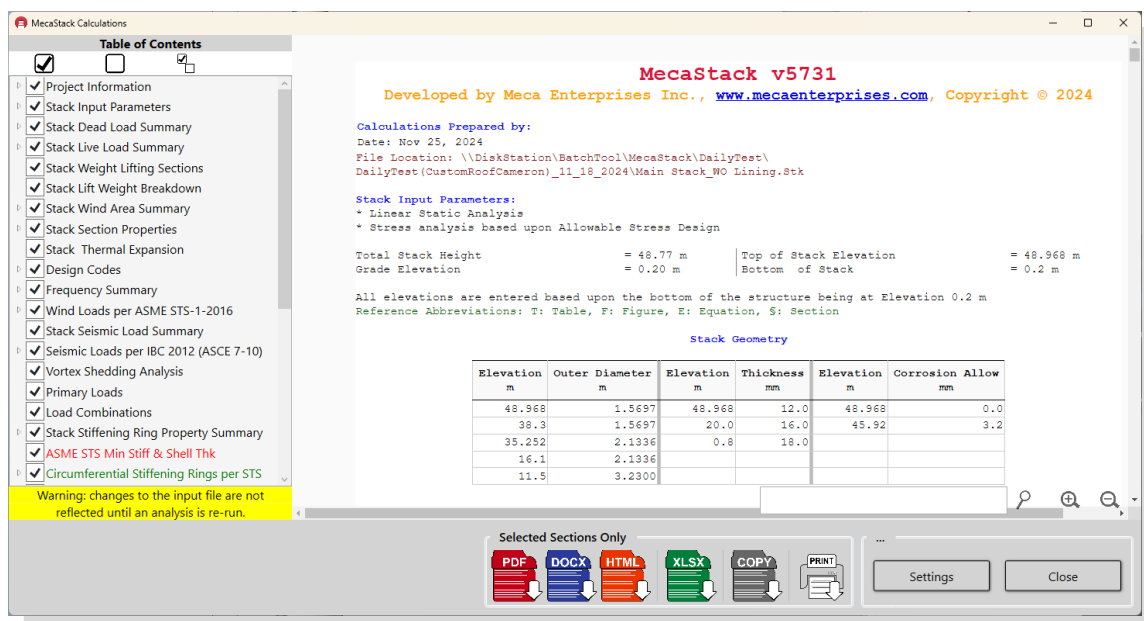 MecaStack Calculations
Table of Contents
Project Information
Stack Input Parameters
Stack Dead Load Summary
Stack Live Load Summary
Stack Weight Lifting Sections
Stack Lift Weight Breakdown
Stack Wind Area Summary
Stack Section Properties
Stack  Thermal Expansion
Design Codes
Frequency Summary
Wind Loads per ASME STS-1-2016
Stack Seismic Load Summary
Seismic Loads per IBC 2012 (ASCE 7-10)
Vortex Shedding Analysis
Primary Loads
Load Combinations
Stack Stiffening Ring Property Summary
ASME STS Min Stiff & Shell Thk
Circumferential Stiffening Rings per STS
Warning: changes to the input file are not
reflected until an analysis is re-run.
MecaStack v5731
Developed by Meca Enterprises Inc., www.mecaenterprises.com, Copyright © 2024
Calculations Prepared by:
Date: Nov 25, 2024
File Location: \\DiskStation\BatchTool\MecaStack\DailyTest\
DailyTest(CustomRoofCameron)_11_18_2024\Main Stack_WO Lining.Stk
Stack Input Parameters:
* Linear Static Analysis
* Stress analysis based upon Allowable Stress Design
Total Stack Height = 48.77 m Top of Stack Elevation = 48.968 m
Grade Elevation = 0.20 m Bottom  of Stack = 0.2 m
All elevations are entered based upon the bottom of the structure being at Elevation 0.2 m
Reference Abbreviations: T: Table, F: Figure, E: Equation, §: Section
Stack Geometry
Elevation Outer Diameter Elevation Thickness Elevation Corrosion Allow
m m m mm m mm
48.968 1.5697 48.968 12.0 48.968 0.0
38.3 1.5697 20.0 16.0 45.92 3.2
35.252 2.1336 0.8 18.0
16.1 2.1336
11.5 3.2300
Selected Sections Only
...
PDF DOCX HTML XLSX COPY PRINT
Settings Close